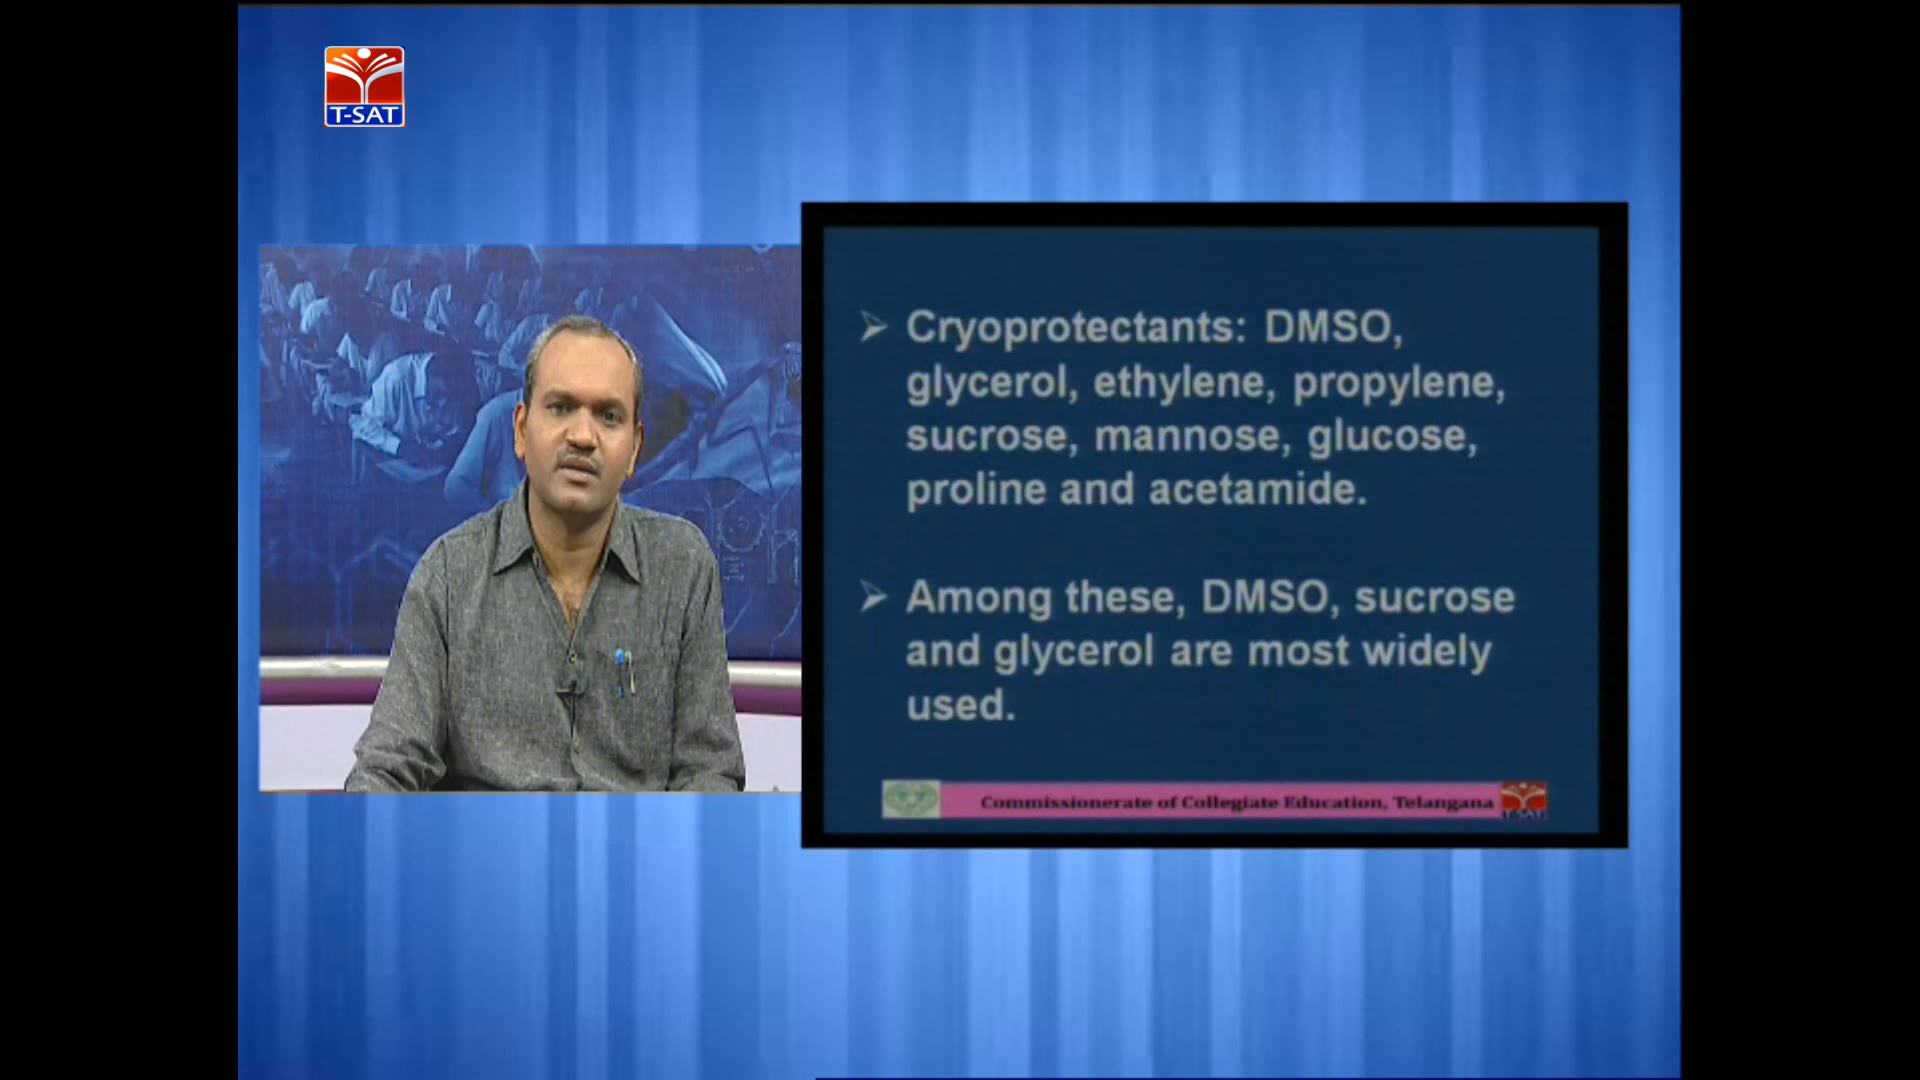 T-SAT
Cryoprotectants: DMSO,
glycerol, ethylene, propylene,
sucrose, mannose, glucose,
proline and acetamide.
Among these, DMSO, sucrose
and glycerol are most widely
used.
Commissionerate of Collegiate Education, Telangana
T-SAT